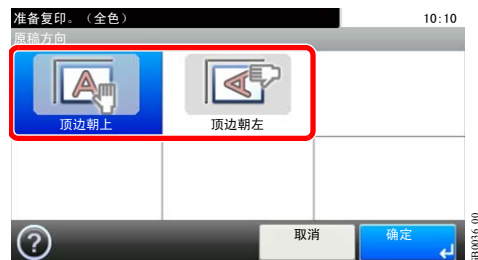 准备复印。（全色） 10:10
原稿方向
A A
顶边朝上 顶边朝左
? 取消 确定
GB0036_00